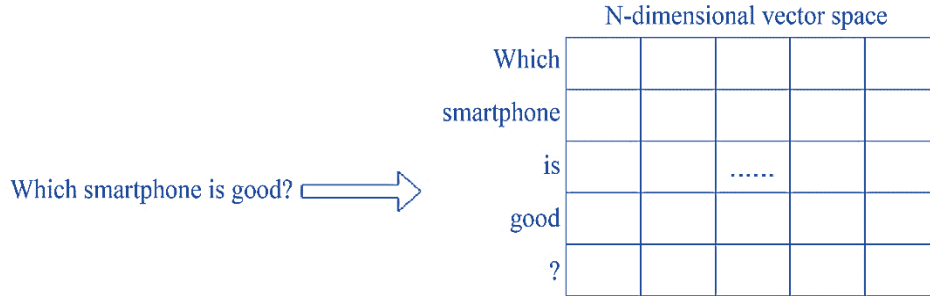 N-dimensional vector space
Which
smartphone
is
......
Which smartphone is good?
good
?